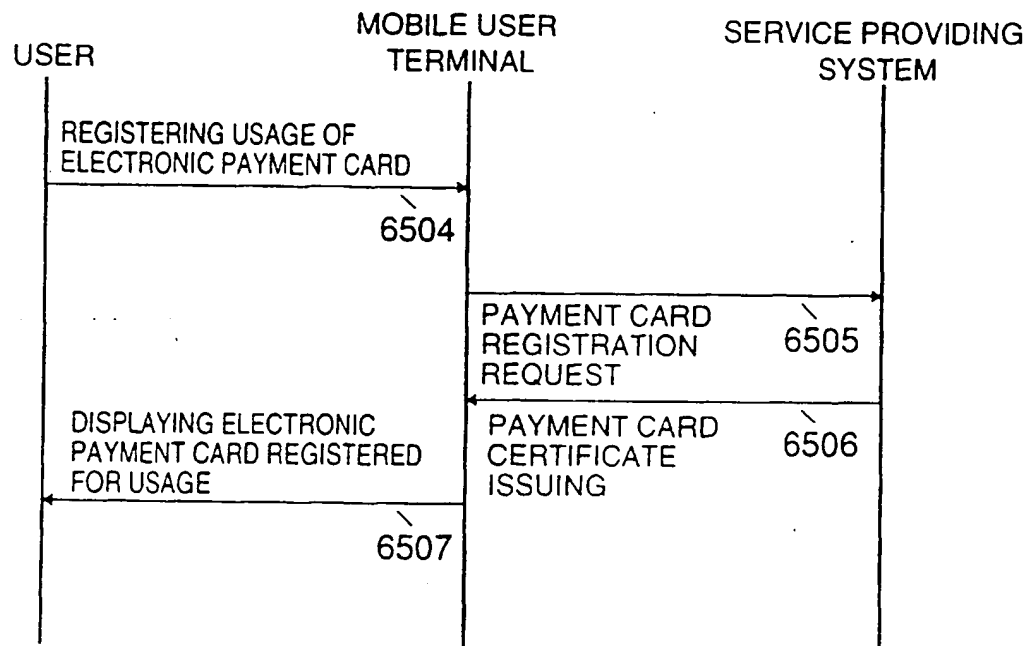 USER
MOBILE USER
TERMINAL
SERVICE PROVIDING
SYSTEM
REGISTERING USAGE OF
ELECTRONIC PAYMENT CARD
6504
PAYMENT CARD
REGISTRATION
REQUEST
6505
DISPLAYING ELECTRONIC
PAYMENT CARD REGISTERED
FOR USAGE
PAYMENT CARD
CERTIFICATE
ISSUING
6506
6507